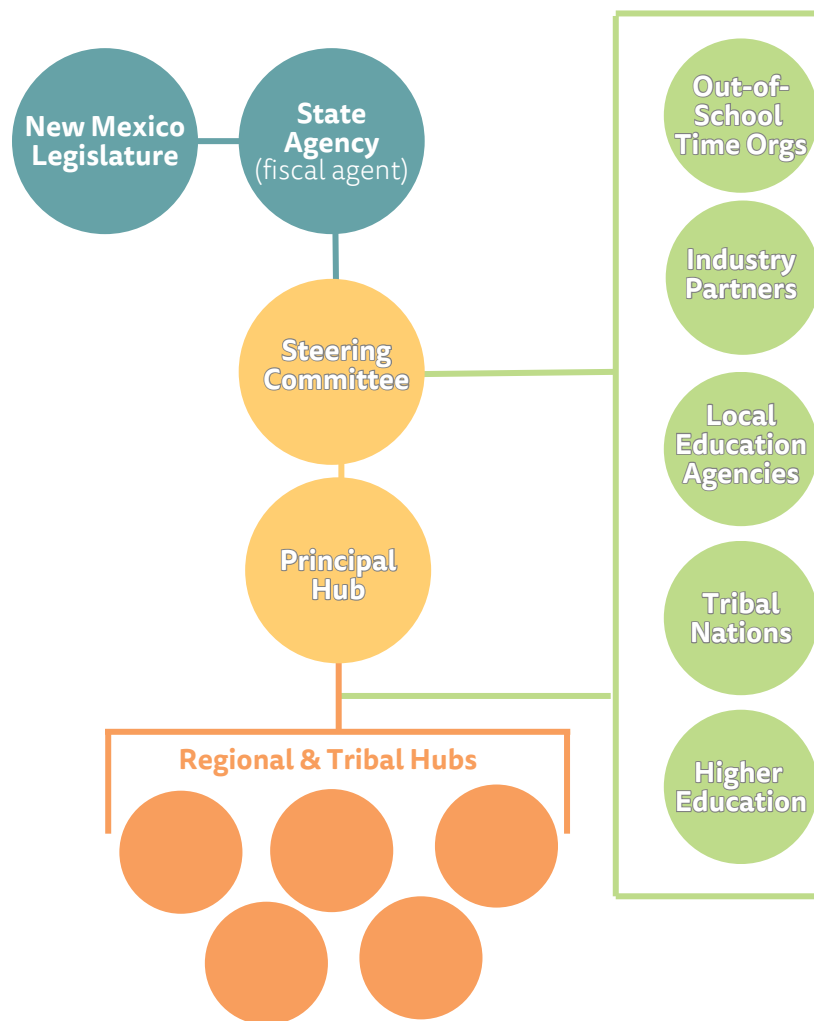 New Mexico
Legislature
State
Agency
(fiscal agent)
Steering
Committee
Principal
Hub
Regional & Tribal Hubs
Out-of-
School
Time Orgs
Industry
Partners
Local
Education
Agencies
Tribal
Nations
Higher
Education